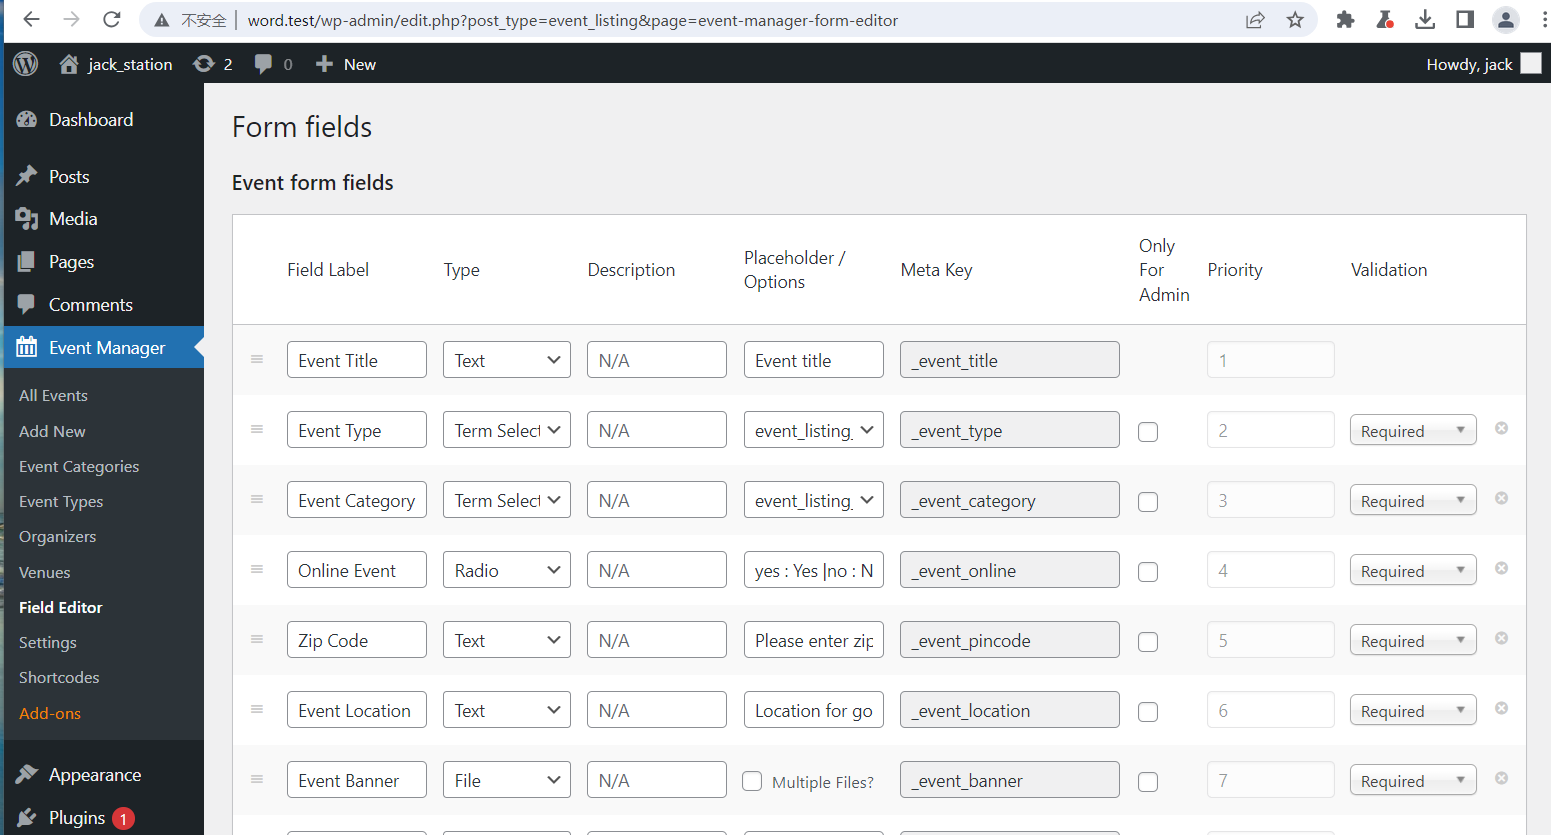 不安全 word.test/wp-admin/edit.php?post_type=event_listing&page=event-manager-form-editor
jack_station 2 0 New Howdy, jack
Dashboard
Posts
Media
Pages
Comments
Event Manager
All Events
Add New
Event Categories
Event Types
Organizers
Venues
Field Editor
Settings
Shortcodes
Add-ons
Appearance
Plugins 1
Form fields
Event form fields
Field Label Type Description Placeholder / Options Meta Key Only For Admin Priority Validation
Event Title Text N/A Event title _event_title 1
Event Type Term Select N/A event_listing_ _event_type 2 Required
Event Category Term Select N/A event_listing_ _event_category 3 Required
Online Event Radio N/A yes : Yes |no : N _event_online 4 Required
Zip Code Text N/A Please enter zip _event_pincode 5 Required
Event Location Text N/A Location for go _event_location 6 Required
Event Banner File N/A Multiple Files? _event_banner 7 Required